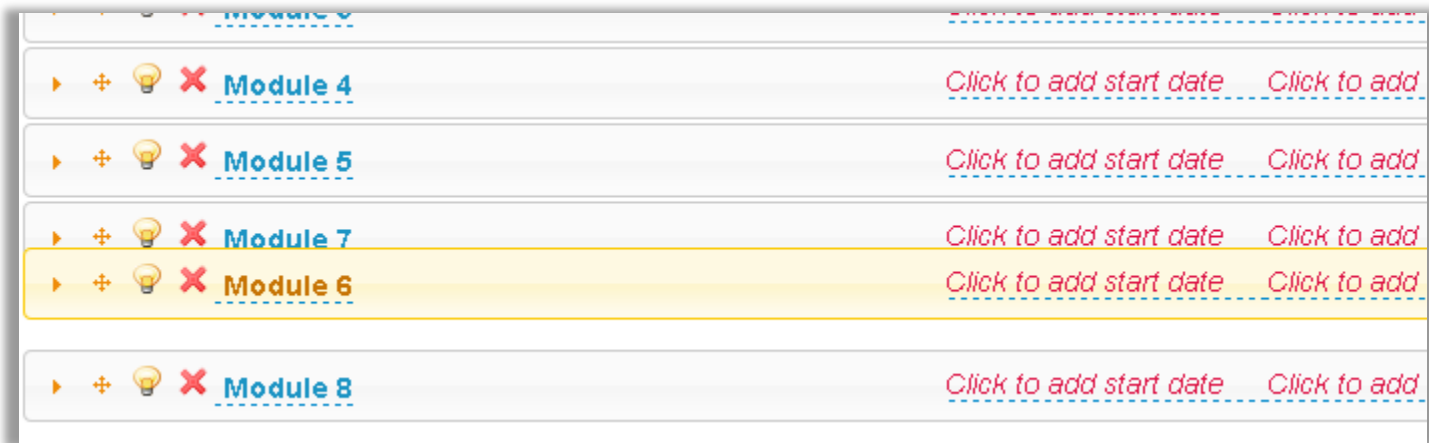 Module 4 Click to add start date Click to add
Module 5 Click to add start date Click to add
Module 7 Click to add start date Click to add
Module 6 Click to add start date Click to add
Module 8 Click to add start date Click to add